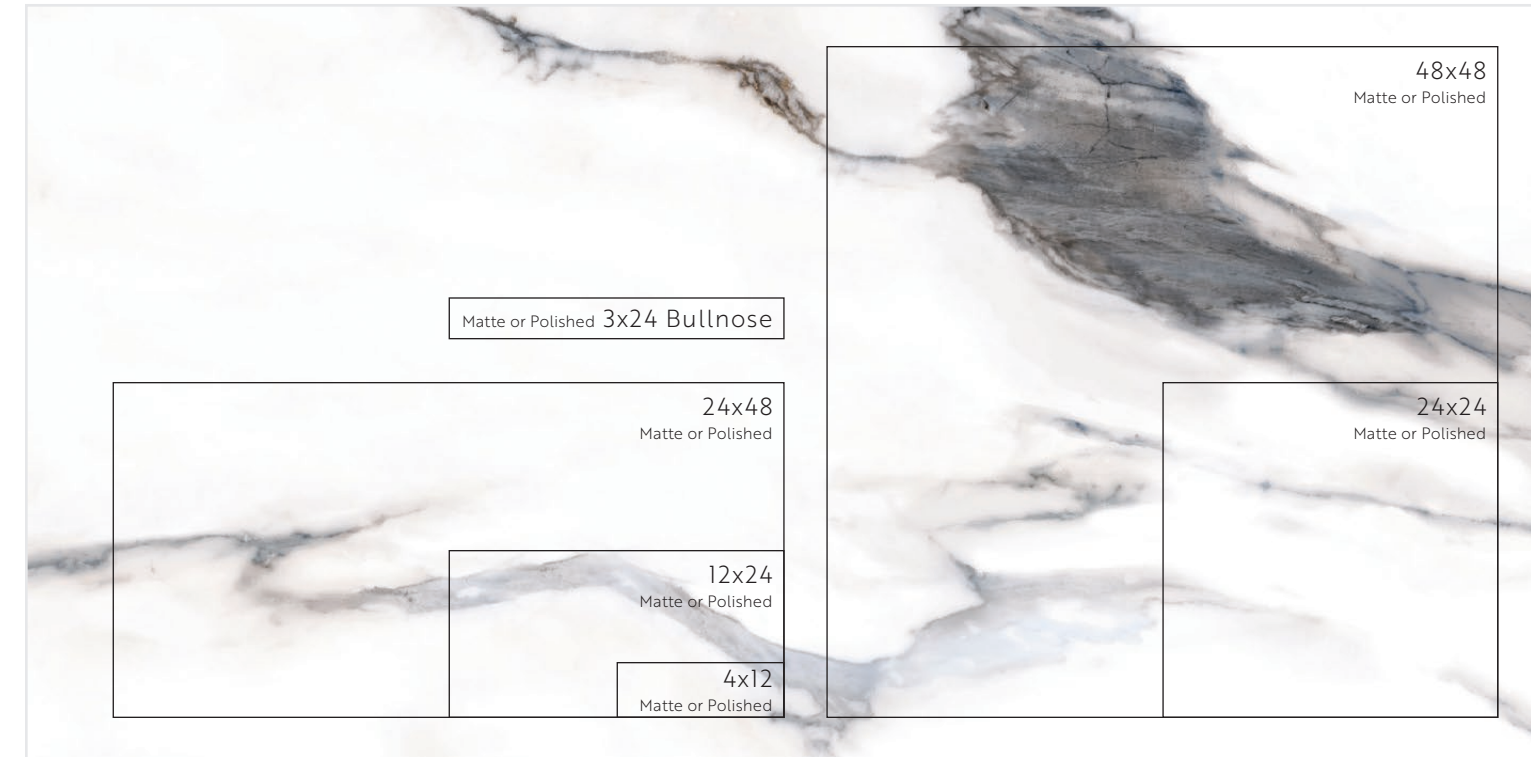 48x48
Matte or Polished
Matte or Polished 3x24 Bullnose
24x48
Matte or Polished
24x24
Matte or Polished
12x24
Matte or Polished
4x12
Matte or Polished